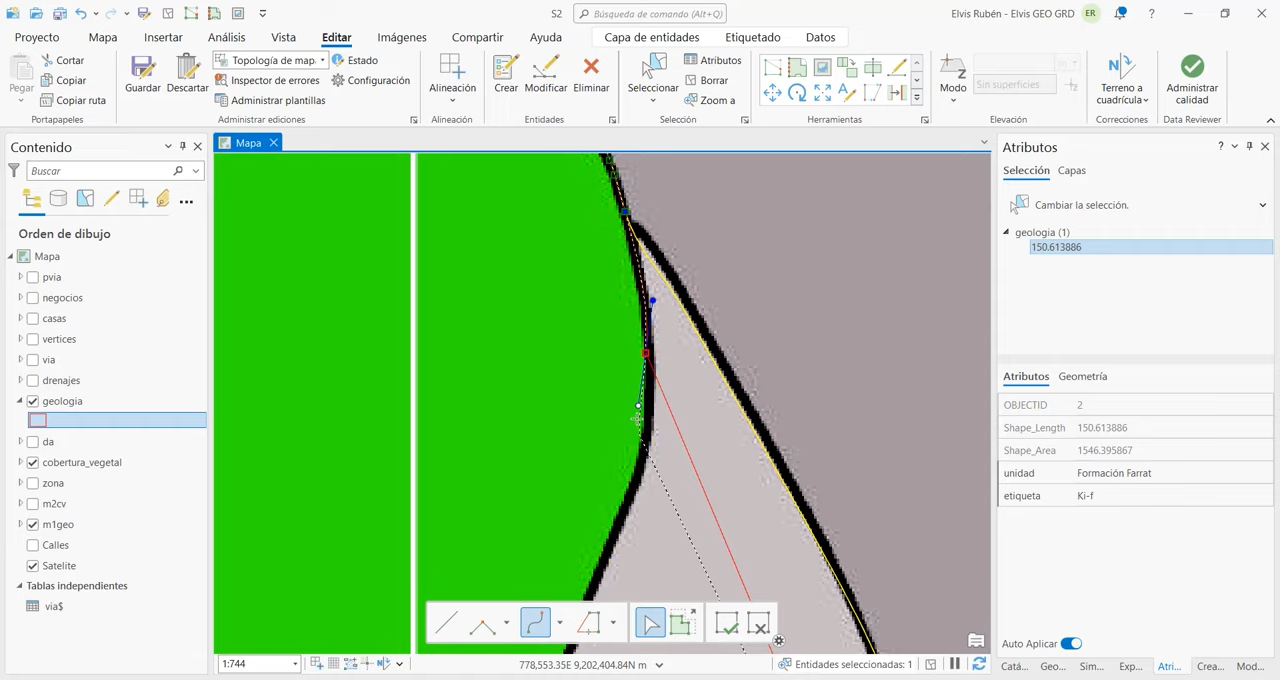 S2
Búsqueda de comando (Alt+Q)
Elvis Rubén - Elvis GEO GRD
ER
?
Proyecto
Mapa
Insertar
Análisis
Vista
Editar
Imágenes
Compartir
Ayuda
Capa de entidades
Etiquetado
Datos
Pegar
Cortar
Copiar
Copiar ruta
Portapapeles
Guardar
Descartar
Topología de map.
Estado
Inspector de errores
Configuración
Administrar plantillas
Administrar ediciones
Alineación
Alineación
Crear
Modificar
Eliminar
Entidades
Seleccionar
Atributos
Borrar
Zoom a
Selección
Herramientas
Modo
Sin superficies
Elevación
Terreno a
cuadrícula
Correcciones
Administrar
calidad
Data Reviewer
Contenido
Buscar
Orden de dibujo
Mapa
pvia
negocios
casas
vertices
via
drenajes
geologia
da
cobertura_vegetal
zona
m2cv
m1geo
Calles
Satelite
Tablas independientes
via$
Mapa
1:744
778,553.35E 9,202,404.84N m
Entidades seleccionadas: 1
Atributos
?
Selección
Capas
Cambiar la selección.
geologia (1)
150.613886
Atributos
Geometría
OBJECTID 2
Shape_Length 150.613886
Shape_Area 1546.395867
unidad Formación Farrat
etiqueta Ki-f
Auto Aplicar
Catá...
Geo...
Sim...
Exp...
Atri...
Crea...
Mod...